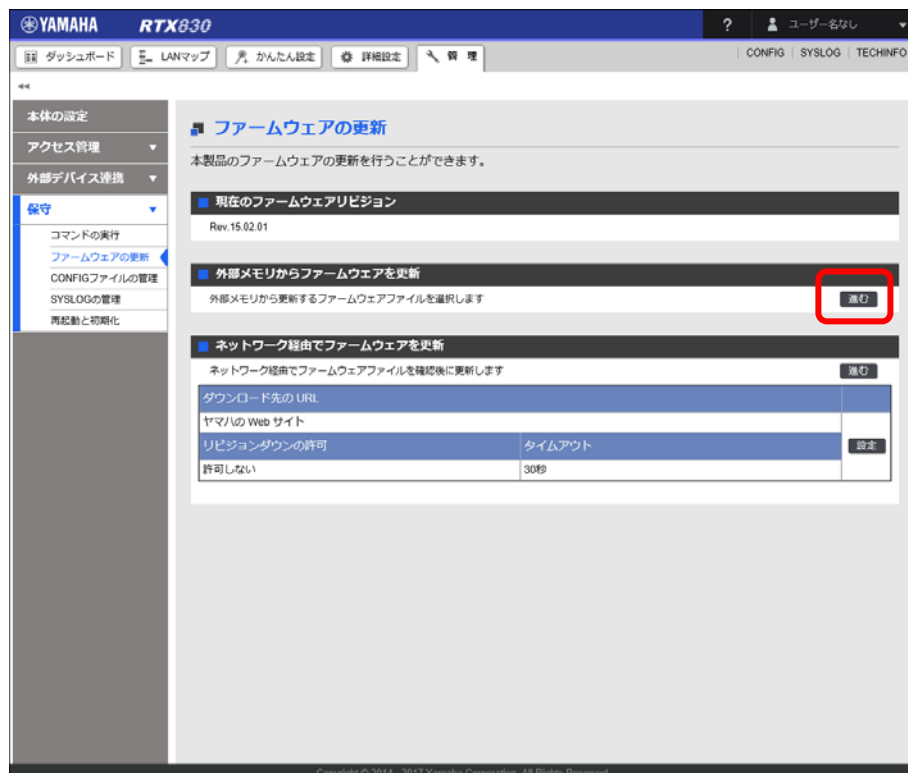 YAMAHA RTX830 ? ユーザー名なし
ダッシュボード LANマップ かんたん設定 詳細設定 管理 CONFIG SYSLOG TECHINFO
本体の設定
アクセス管理
外部デバイス連携
保守
コマンドの実行
ファームウェアの更新
CONFIGファイルの管理
SYSLOGの管理
再起動と初期化
ファームウェアの更新
本製品のファームウェアの更新を行うことができます。
現在のファームウェアリビジョン
Rev.15.02.01
外部メモリからファームウェアを更新
外部メモリから更新するファームウェアファイルを選択します 進む
ネットワーク経由でファームウェアを更新
ネットワーク経由でファームウェアファイルを確認後に更新します 進む
ダウンロード先の URL
ヤマハの Web サイト
リビジョンダウンの許可 タイムアウト 設定
許可しない 30秒
Copyright © 2014 - 2017 Yamaha Corporation. All Rights Reserved.